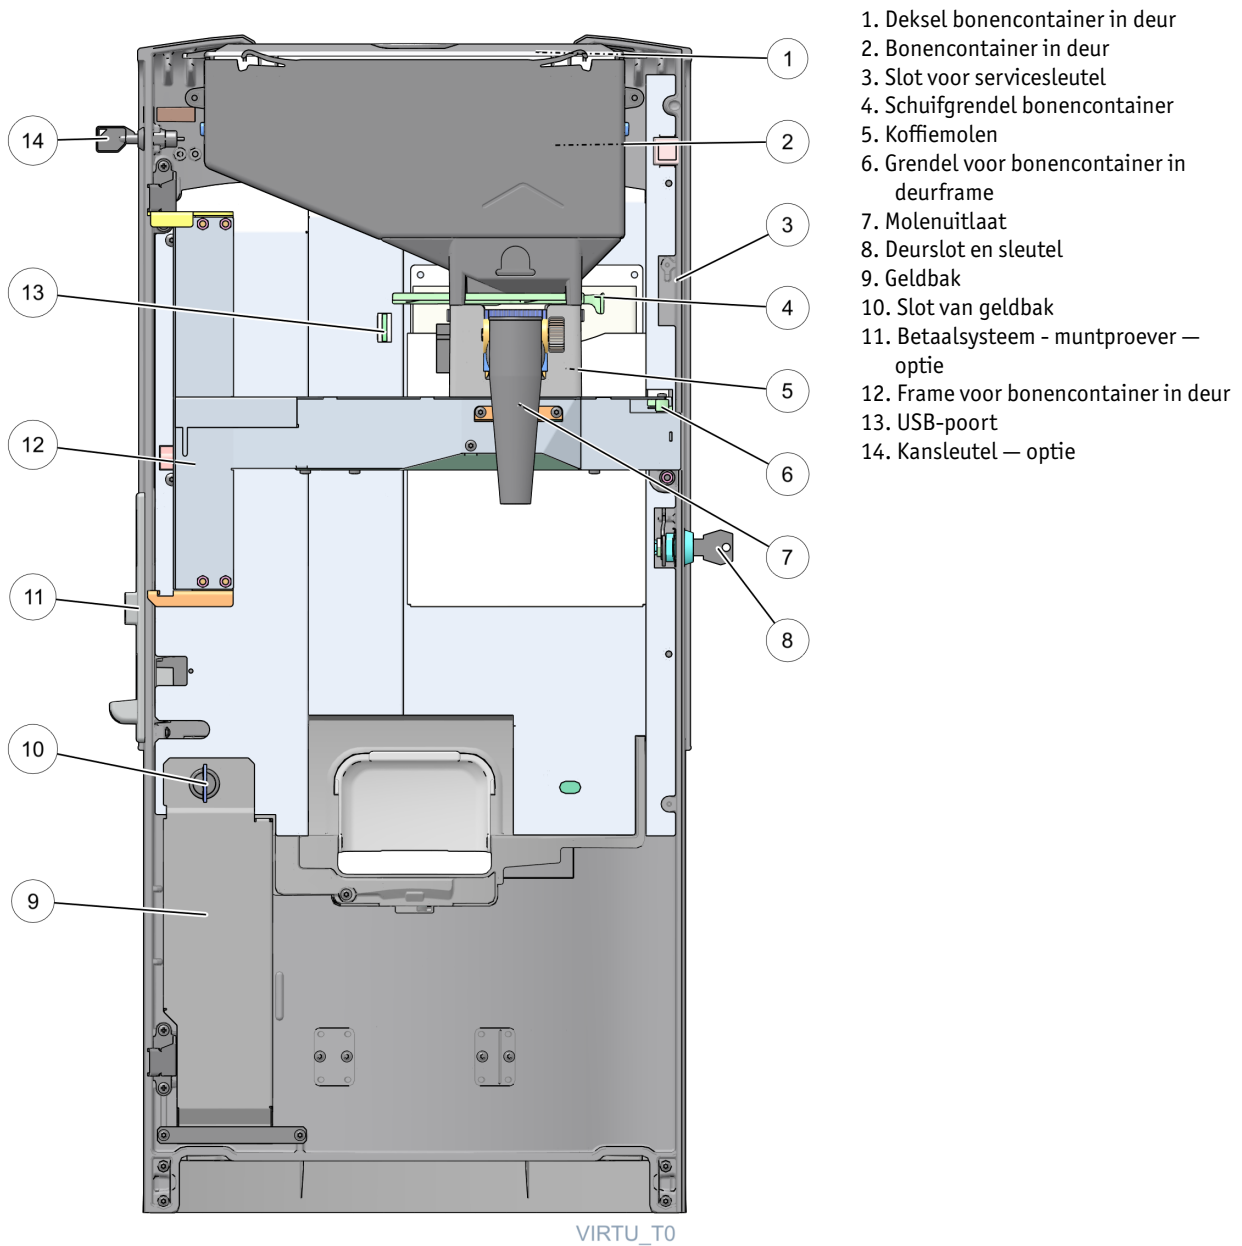 1. Deksel bonencontainer in deur
2. Bonencontainer in deur
3. Slot voor servicesleutel
4. Schuifgrendel bonencontainer
5. Koffiemolen
6. Grendel voor bonencontainer in
deurframe
7. Molenuitlaat
8. Deurslot en sleutel
9. Geldbak
10. Slot van geldbak
11. Betaalsysteem - muntproever —
optie
12. Frame voor bonencontainer in deur
13. USB-poort
14. Kansleutel — optie
1
2
3
4
5
6
7
8
14
13
12
11
10
9
VIRTU_T0